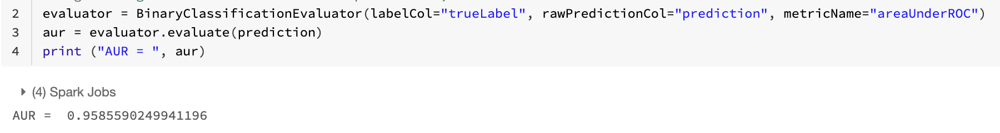 2 evaluator = BinaryClassificationEvaluator(labelCol="trueLabel", rawPredictionCol="prediction", metricName="areaUnderROC")
3 aur = evaluator.evaluate(prediction)
4 print ("AUR = ", aur)
(4) Spark Jobs
AUR =  0.9585590249941196